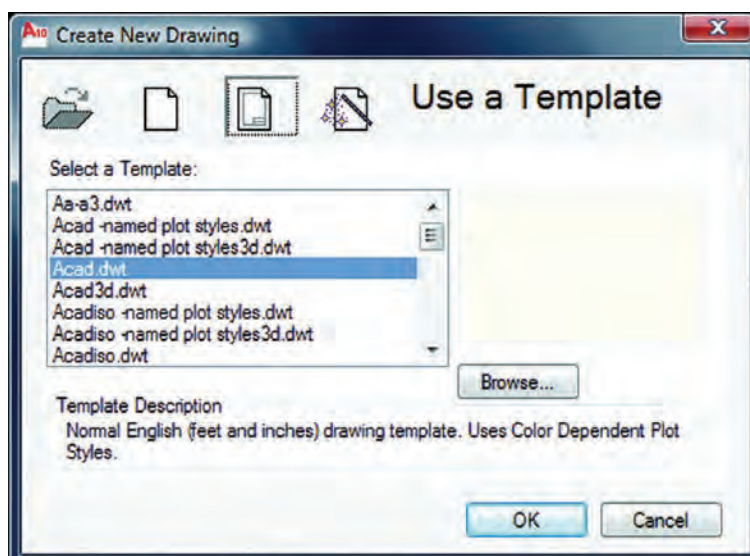 A10 Create New Drawing
Use a Template
Select a Template:
Aa-a3.dwt
Acad -named plot styles.dwt
Acad -named plot styles3d.dwt
Acad.dwt
Acad3d.dwt
Acadiso -named plot styles.dwt
Acadiso -named plot styles3d.dwt
Acadiso.dwt
Browse...
Template Description
Normal English (feet and inches) drawing template. Uses Color Dependent Plot
Styles.
OK Cancel